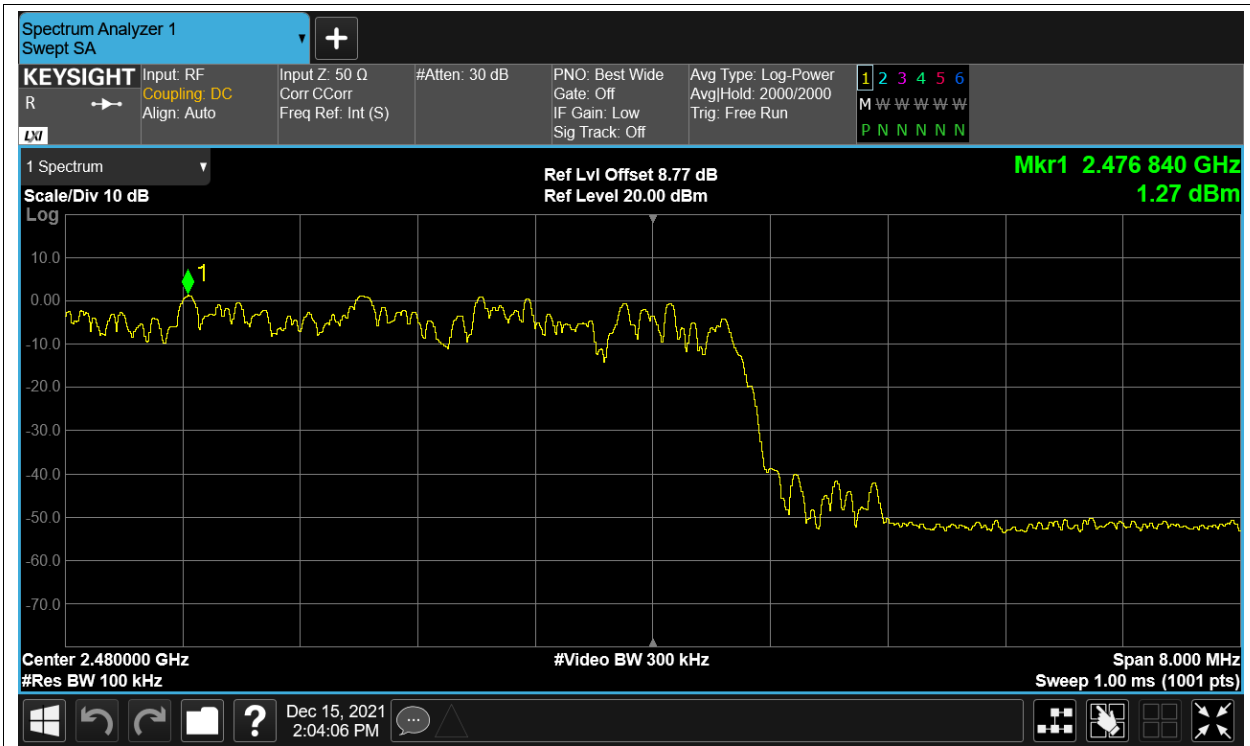 Spectrum Analyzer 1
Swept SA
KEYSIGHT
R
LXI
Input: RF
Coupling: DC
Align: Auto
Input Z: 50 Ω
Corr CCorr
Freq Ref: Int (S)
#Atten: 30 dB
PNO: Best Wide
Gate: Off
IF Gain: Low
Sig Track: Off
Avg Type: Log-Power
Avg|Hold: 2000/2000
Trig: Free Run
1 2 3 4 5 6
M W W W W W
P N N N N N
1 Spectrum
Scale/Div 10 dB
Log
Ref Lvl Offset 8.77 dB
Ref Level 20.00 dBm
Mkr1 2.476 840 GHz
1.27 dBm
10.0
1
0.00
-10.0
-20.0
-30.0
-40.0
-50.0
-60.0
-70.0
Center 2.480000 GHz
#Video BW 300 kHz
Span 8.000 MHz
#Res BW 100 kHz
Sweep 1.00 ms (1001 pts)
?
Dec 15, 2021
2:04:06 PM